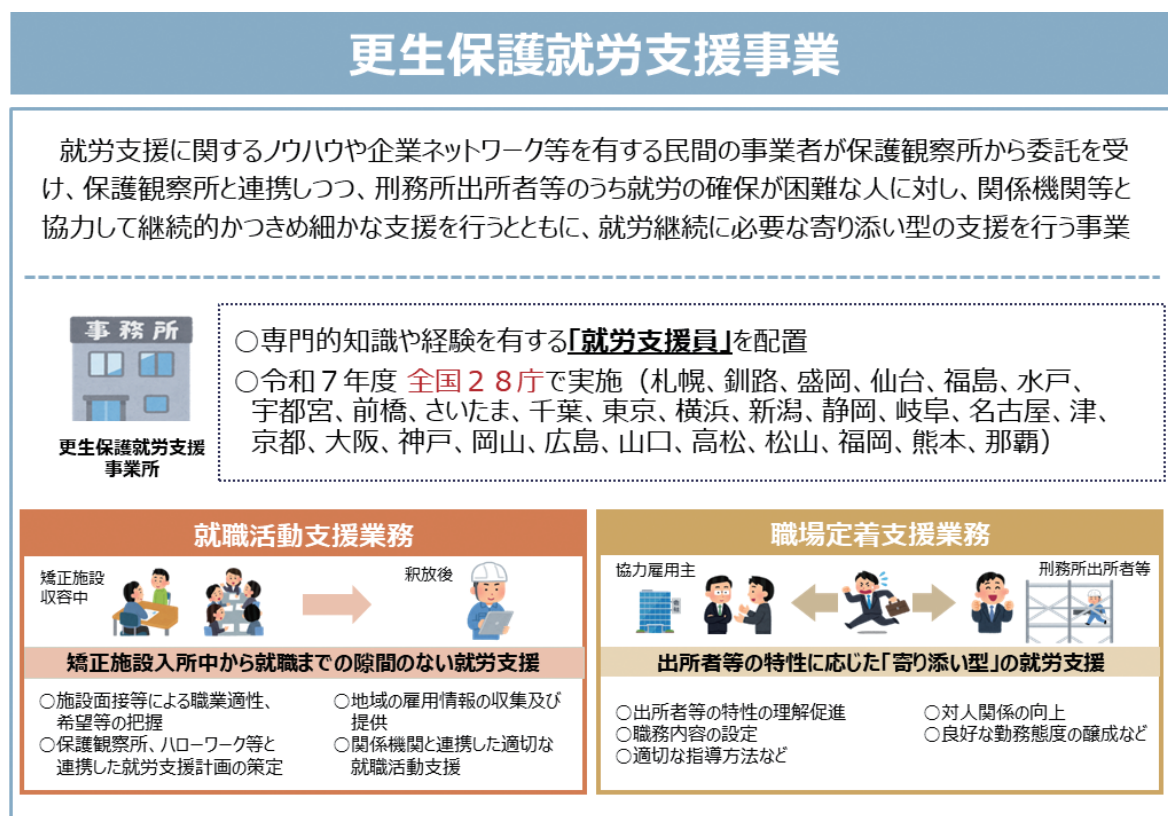 更生保護就労支援事業
就労支援に関するノウハウや企業ネットワーク等を有する民間の事業者が保護観察所から委託を受
け、保護観察所と連携しつつ、刑務所出所者等のうち就労の確保が困難な人に対し、関係機関等と
協力して継続的かつきめ細かな支援を行うとともに、就労継続に必要な寄り添い型の支援を行う事業
事務所
更生保護就労支援
事業所
○専門的知識や経験を有する「就労支援員」を配置
○令和７年度 全国２８庁で実施（札幌、釧路、盛岡、仙台、福島、水戸、
宇都宮、前橋、さいたま、千葉、東京、横浜、新潟、静岡、岐阜、名古屋、津、
京都、大阪、神戸、岡山、広島、山口、高松、松山、福岡、熊本、那覇）
就職活動支援業務
矯正施設
収容中
釈放後
矯正施設入所中から就職までの隙間のない就労支援
○施設面接等による職業適性、
希望等の把握
○保護観察所、ハローワーク等と
連携した就労支援計画の策定
○地域の雇用情報の収集及び
提供
○関係機関と連携した適切な
就職活動支援
職場定着支援業務
協力雇用主
刑務所出所者等
出所者等の特性に応じた「寄り添い型」の就労支援
○出所者等の特性の理解促進
○職務内容の設定
○適切な指導方法など
○対人関係の向上
○良好な勤務態度の醸成など